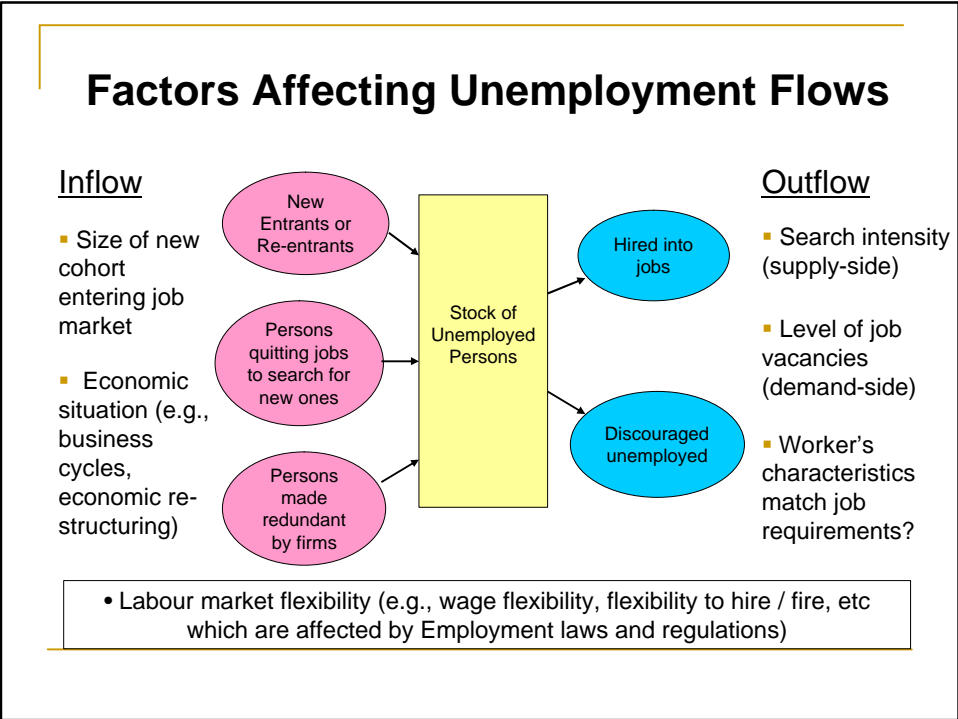 Factors Affecting Unemployment Flows
Inflow
▪ Size of new
cohort
entering job
market
▪ Economic
situation (e.g.,
business
cycles,
economic re-
structuring)
New
Entrants or
Re-entrants
Persons
quitting jobs
to search for
new ones
Persons
made
redundant
by firms
Stock of
Unemployed
Persons
Hired into
jobs
Discouraged
unemployed
Outflow
▪ Search intensity
(supply-side)
▪ Level of job
vacancies
(demand-side)
▪ Worker's
characteristics
match job
requirements?
• Labour market flexibility (e.g., wage flexibility, flexibility to hire / fire, etc
which are affected by Employment laws and regulations)